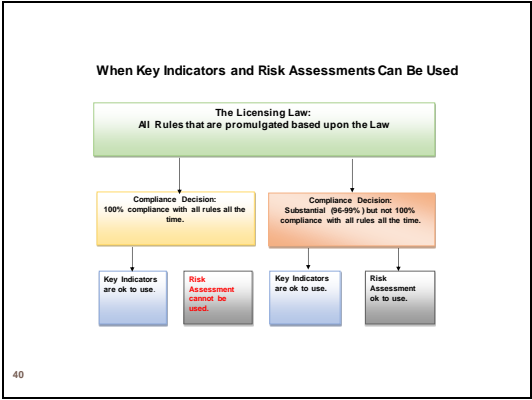 When Key Indicators and Risk Assessments Can Be Used
The Licensing Law:
All Rules that are promulgated based upon the Law
Compliance Decision:
100% compliance with all rules all the
time.
Compliance Decision:
Substantial (96-99%) but not 100%
compliance with all rules all the time.
Key Indicators
are ok to use.
Risk
Assessment
cannot be
used.
Key Indicators
are ok to use.
Risk
Assessment
ok to use.
40